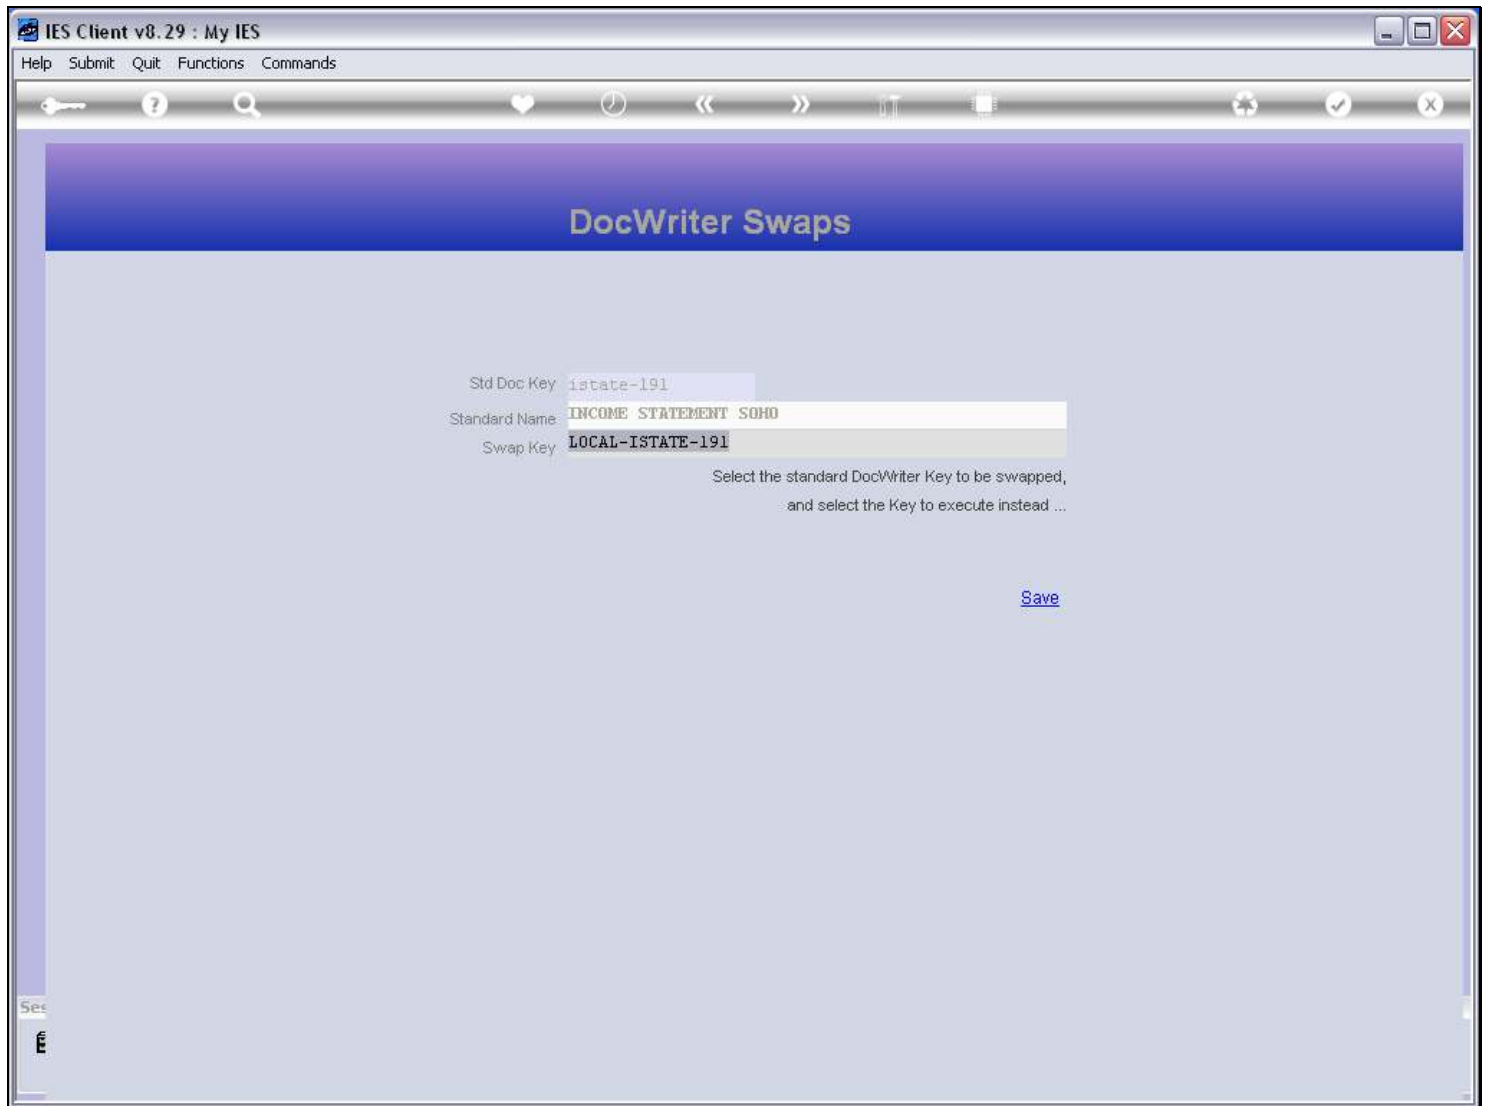 IES Client v8.29 : My IES
Help Submit Quit Functions Commands
DocWriter Swaps
Std Doc Key istate-191
Standard Name INCOME STATEMENT SOHO
Swap Key LOCAL-ISTATE-191
Select the standard DocWriter Key to be swapped,
and select the Key to execute instead ...
Save